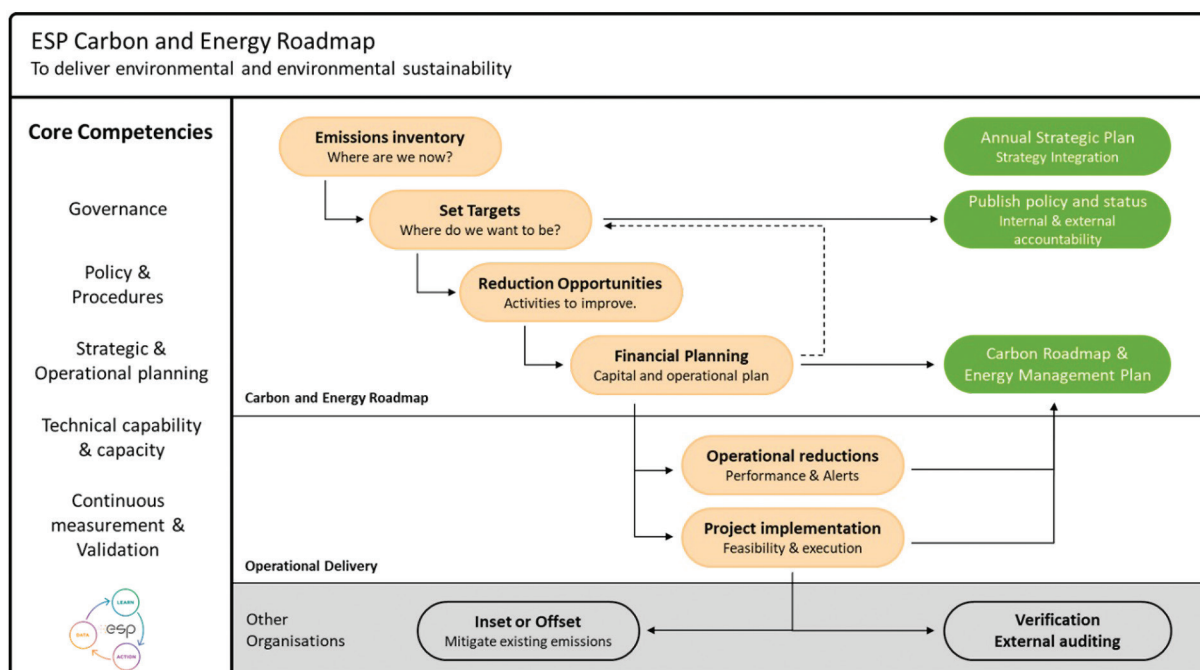 ESP Carbon and Energy Roadmap
To deliver environmental and environmental sustainability
Core Competencies
Governance
Policy &
Procedures
Strategic &
Operational planning
Technical capability
& capacity
Continuous
measurement &
Validation
LEARN
DATA
esp
ACTION
Emissions inventory
Where are we now?
Annual Strategic Plan
Strategy Integration
Set Targets
Where do we want to be?
Publish policy and status
Internal & external
accountability
Reduction Opportunities
Activities to improve.
Financial Planning
Capital and operational plan
Carbon Roadmap &
Energy Management Plan
Carbon and Energy Roadmap
Operational reductions
Performance & Alerts
Project implementation
Feasibility & execution
Operational Delivery
Other
Organisations
Inset or Offset
Mitigate existing emissions
Verification
External auditing